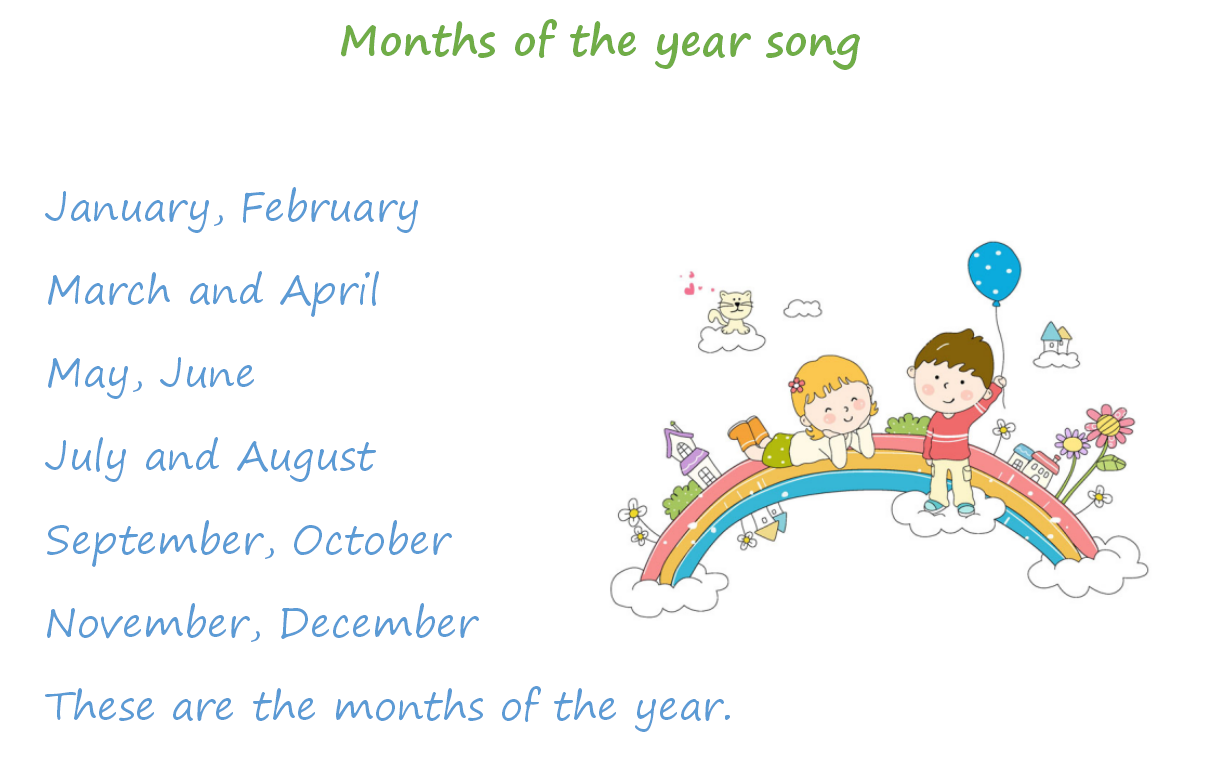 Months of the year song
January, February
March and April
May, June
July and August
September, October
November, December
These are the months of the year.